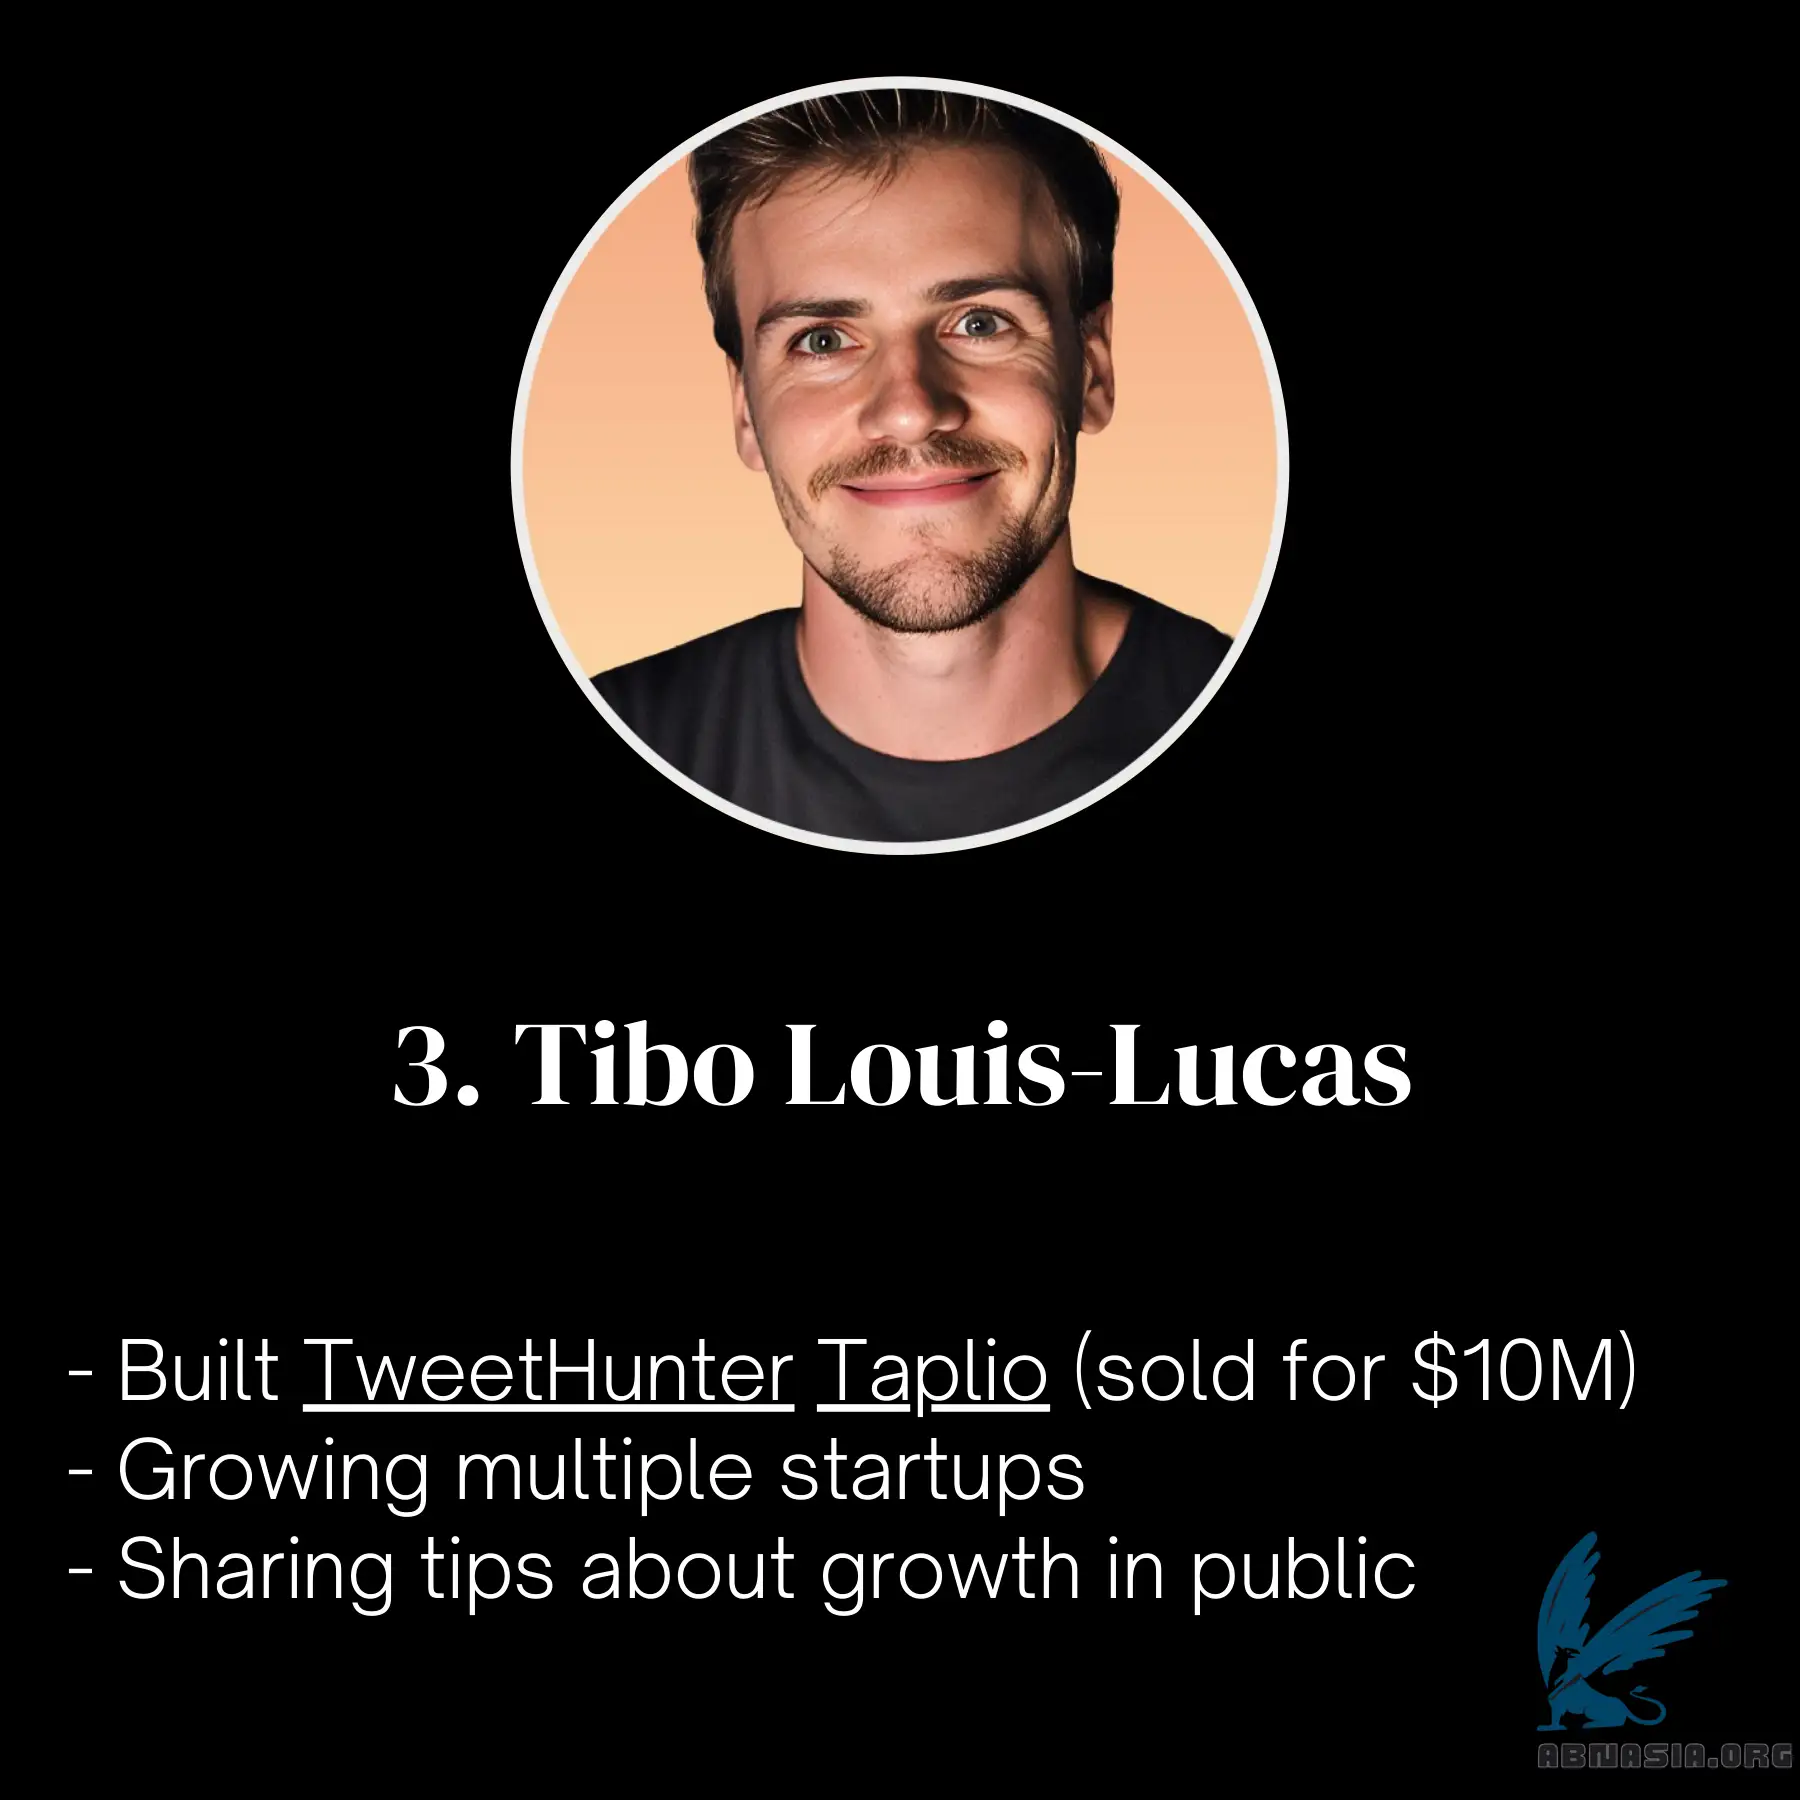 3. Tibo Louis-Lucas
- Built TweetHunter Taplio (sold for $10M)
- Growing multiple startups
- Sharing tips about growth in public
ABNASIA.ORG